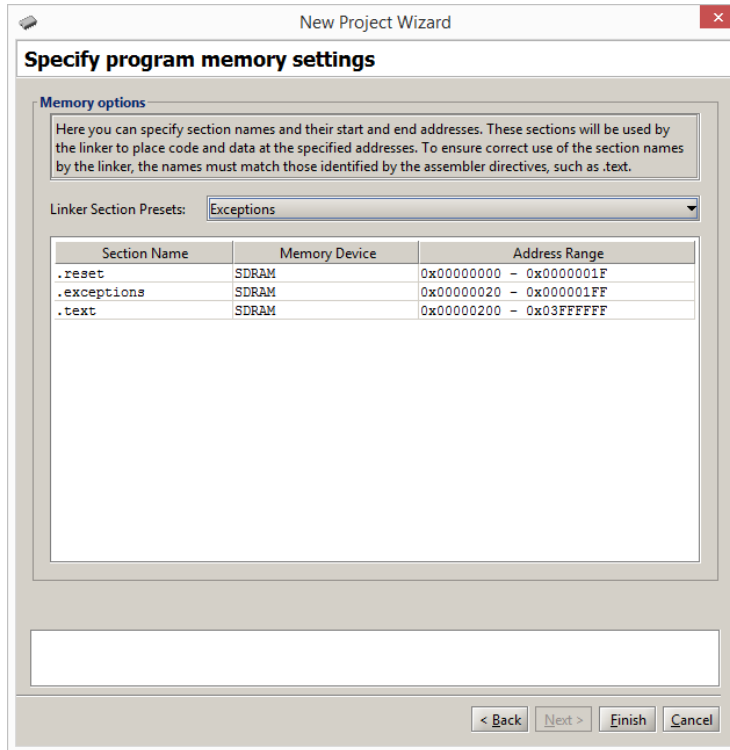 New Project Wizard
Specify program memory settings
Memory options
Here you can specify section names and their start and end addresses. These sections will be used by
the linker to place code and data at the specified addresses. To ensure correct use of the section names
by the linker, the names must match those identified by the assembler directives, such as .text.
Linker Section Presets: Exceptions
Section Name Memory Device Address Range
.reset SDRAM 0x00000000 - 0x0000001F
.exceptions SDRAM 0x00000020 - 0x000001FF
.text SDRAM 0x00000200 - 0x03FFFFFF
< Back Next > Finish Cancel